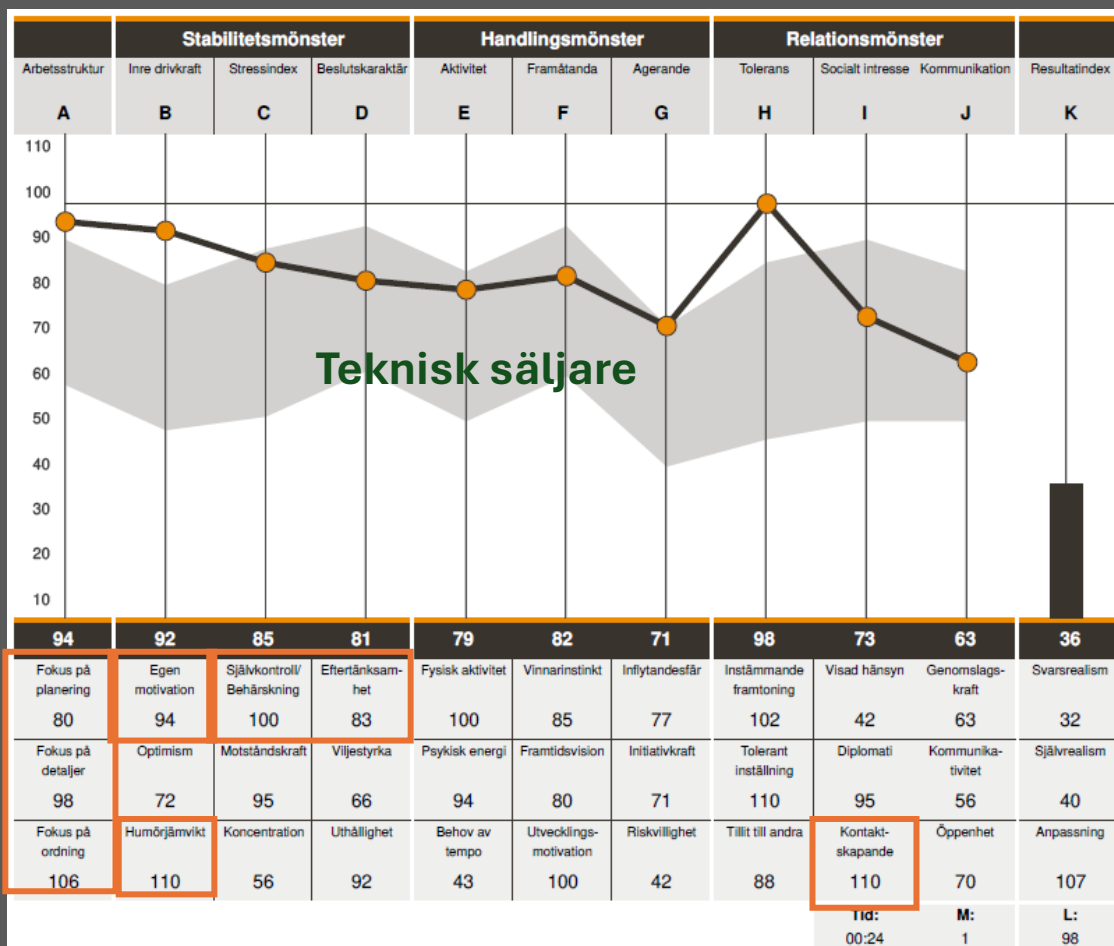 Stabilitetsmönster Handlingsmönster Relationsmönster
Arbetsstruktur Inre drivkraft Stressindex Beslutskaraktär Aktivitet Framåtanda Agerande Tolerans Socialt intresse Kommunikation Resultatindex
A B C D E F G H I J K
110
100
90
80
70
Teknisk säljare
60
50
40
30
20
10
94 92 85 81 79 82 71 98 73 63 36
Fokus på Egen Självkontroll/ Eftertänksam- Fysisk aktivitet Vinnarinstinkt Inflytandesfär Instämmande Visad hänsyn Genomslags- Svarsrealism
planering motivation Behärskning het framtoning kraft
80 94 100 83 100 85 77 102 42 63 32
Fokus på Optimism Motståndskraft Viljestyrka Psykisk energi Framtidsvision Initiativkraft Tolerant Diplomati Kommunika- Självrealism
detaljer inställning tivitet
98 72 95 66 94 80 71 110 95 56 40
Fokus på Humörjämvikt Koncentration Uthållighet Behov av Utvecklings- Riskvillighet Tillit till andra Kontakt- Öppenhet Anpassning
ordning tempo motivation skapande
106 110 56 92 43 100 42 88 110 70 107
Tid: M: L:
00:24 1 98